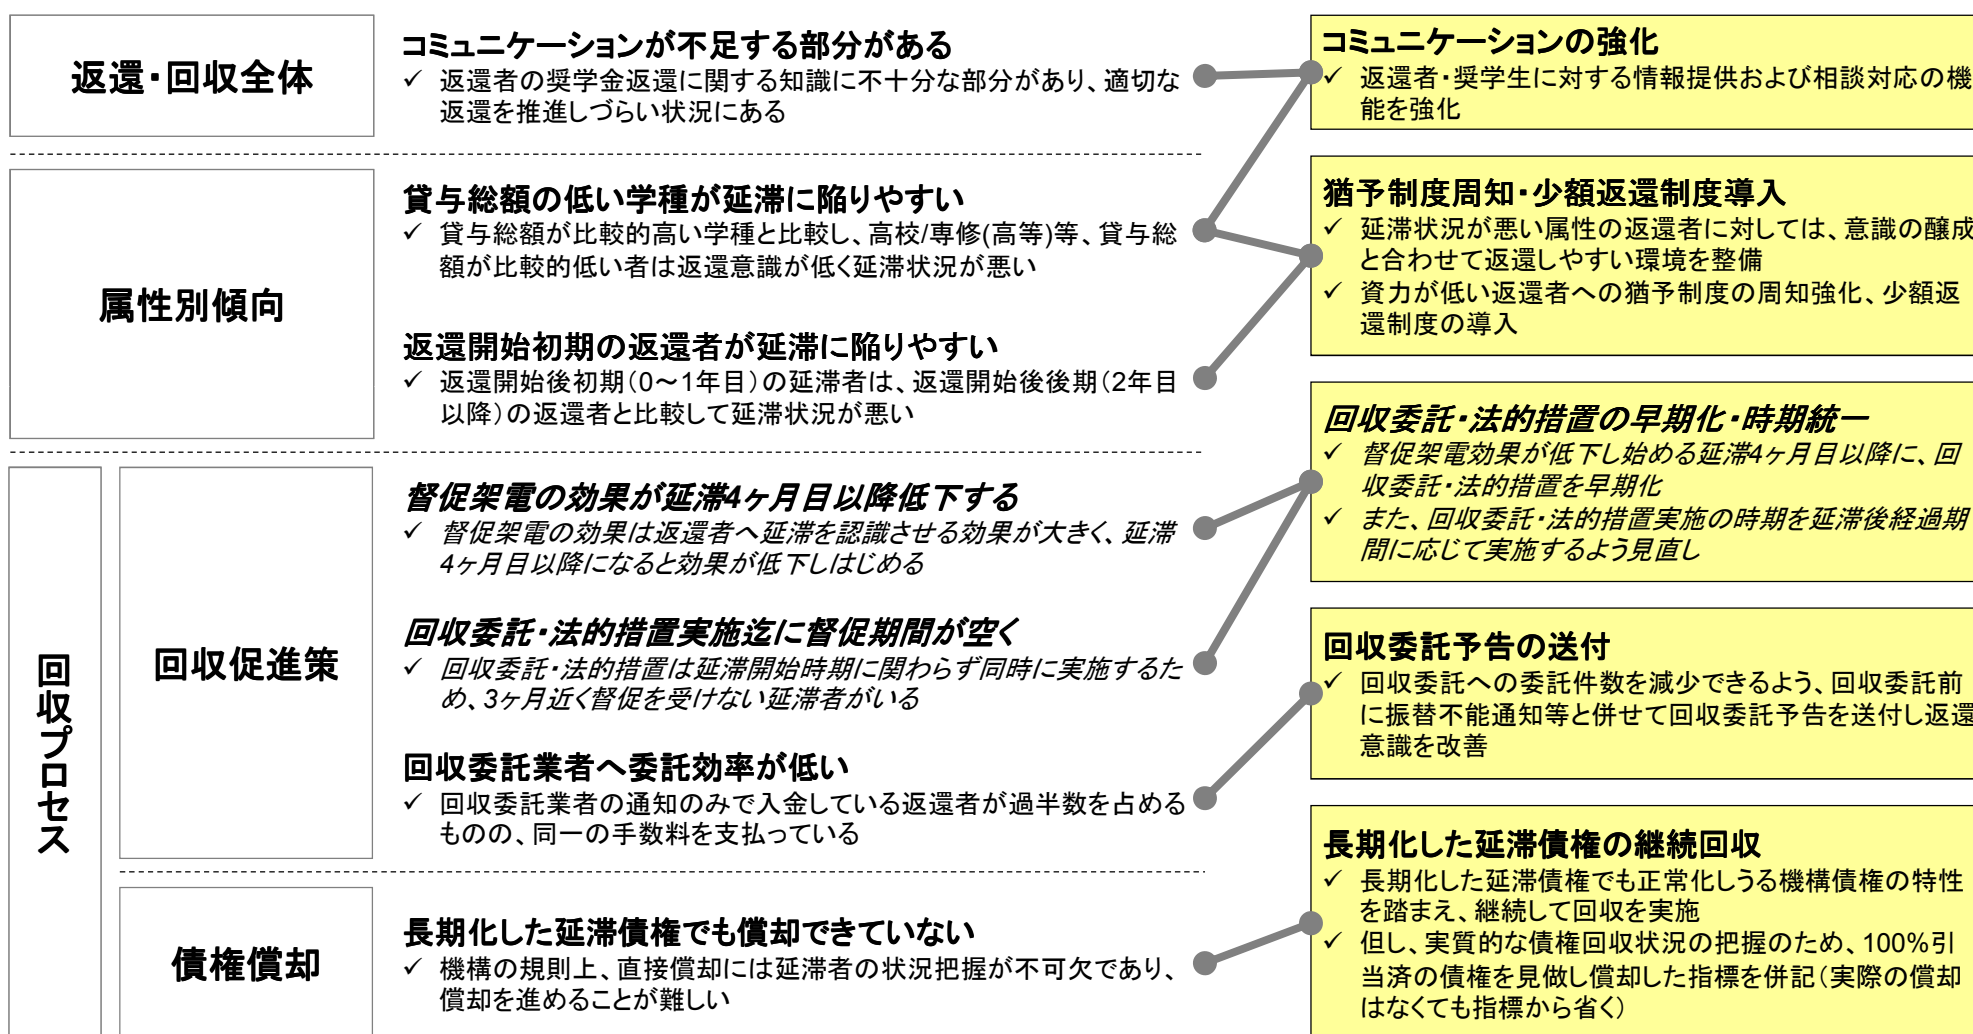 返還・回収全体
コミュニケーションが不足する部分がある
✓ 返還者の奨学金返還に関する知識に不十分な部分があり、適切な
返還を推進しづらい状況にある
コミュニケーションの強化
✓ 返還者・奨学生に対する情報提供および相談対応の機
能を強化
属性別傾向
貸与総額の低い学種が延滞に陥りやすい
✓ 貸与総額が比較的高い学種と比較し、高校/専修(高等)等、貸与総
額が比較的低い者は返還意識が低く延滞状況が悪い
返還開始初期の返還者が延滞に陥りやすい
✓ 返還開始後初期(0～1年目)の延滞者は、返還開始後後期(2年目
以降)の返還者と比較して延滞状況が悪い
猶予制度周知・少額返還制度導入
✓ 延滞状況が悪い属性の返還者に対しては、意識の醸成
と合わせて返還しやすい環境を整備
✓ 資力が低い返還者への猶予制度の周知強化、少額返
還制度の導入
回収プロセス
回収促進策
督促架電の効果が延滞4ヶ月目以降低下する
✓ 督促架電の効果は返還者へ延滞を認識させる効果が大きく、延滞
4ヶ月目以降になると効果が低下しはじめる
回収委託・法的措置実施迄に督促期間が空く
✓ 回収委託・法的措置は延滞開始時期に関わらず同時に実施するた
め、3ヶ月近く督促を受けない延滞者がいる
回収委託業者へ委託効率が低い
✓ 回収委託業者の通知のみで入金している返還者が過半数を占める
ものの、同一の手数料を支払っている
回収委託・法的措置の早期化・時期統一
✓ 督促架電効果が低下し始める延滞4ヶ月目以降に、回
収委託・法的措置を早期化
✓ また、回収委託・法的措置実施の時期を延滞後経過期
間に応じて実施するよう見直し
回収委託予告の送付
✓ 回収委託への委託件数を減少できるよう、回収委託前
に振替不能通知等と併せて回収委託予告を送付し返還
意識を改善
債権償却
長期化した延滞債権でも償却できていない
✓ 機構の規則上、直接償却には延滞者の状況把握が不可欠であり、
償却を進めることが難しい
長期化した延滞債権の継続回収
✓ 長期化した延滞債権でも正常化しうる機構債権の特性
を踏まえ、継続して回収を実施
✓ 但し、実質的な債権回収状況の把握のため、100%引
当済の債権を見做し償却した指標を併記(実際の償却
はなくても指標から省く)